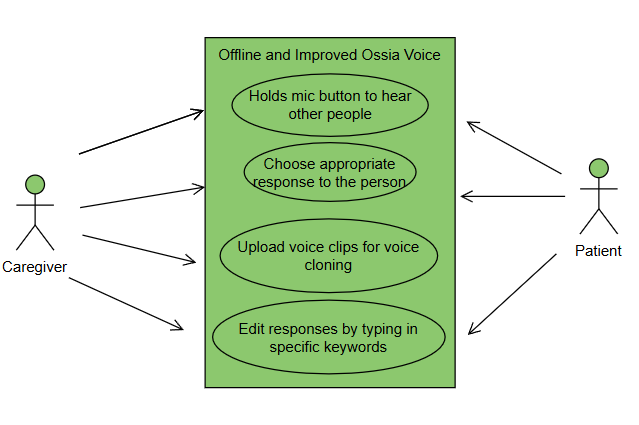 Offline and Improved Ossia Voice
Holds mic button to hear
other people
Choose appropriate
response to the person
Upload voice clips for voice
cloning
Edit responses by typing in
specific keywords
Caregiver
Patient